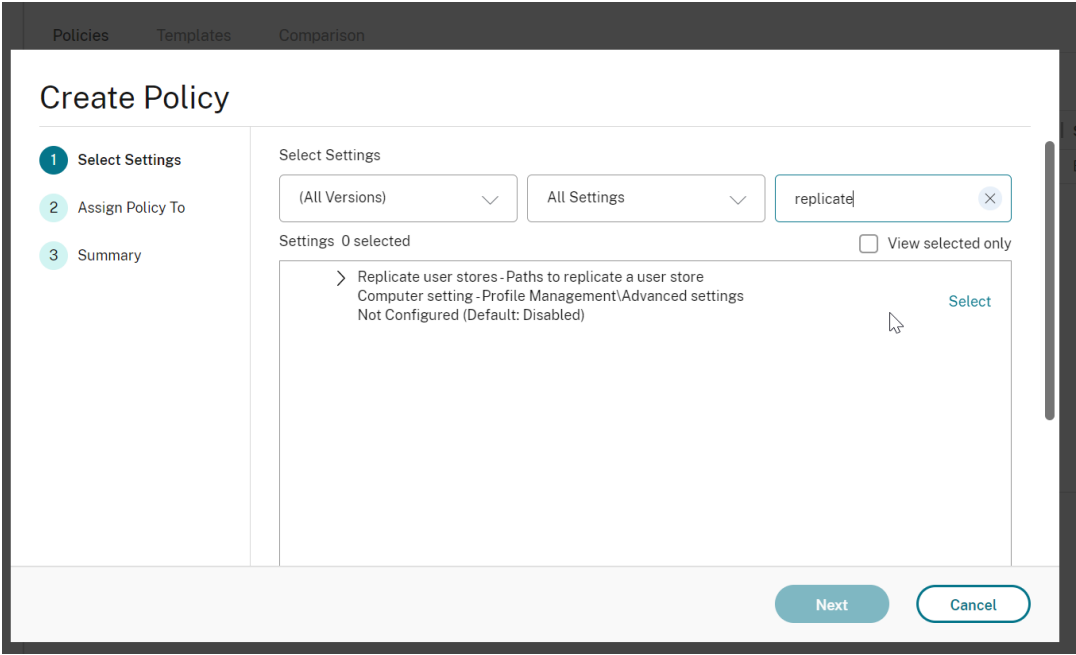 Policies Templates Comparison
Create Policy
1 Select Settings
2 Assign Policy To
3 Summary
Select Settings
(All Versions) All Settings replicate
Settings 0 selected View selected only
Replicate user stores - Paths to replicate a user store
Computer setting - Profile Management\Advanced settings
Not Configured (Default: Disabled)
Select
Next Cancel